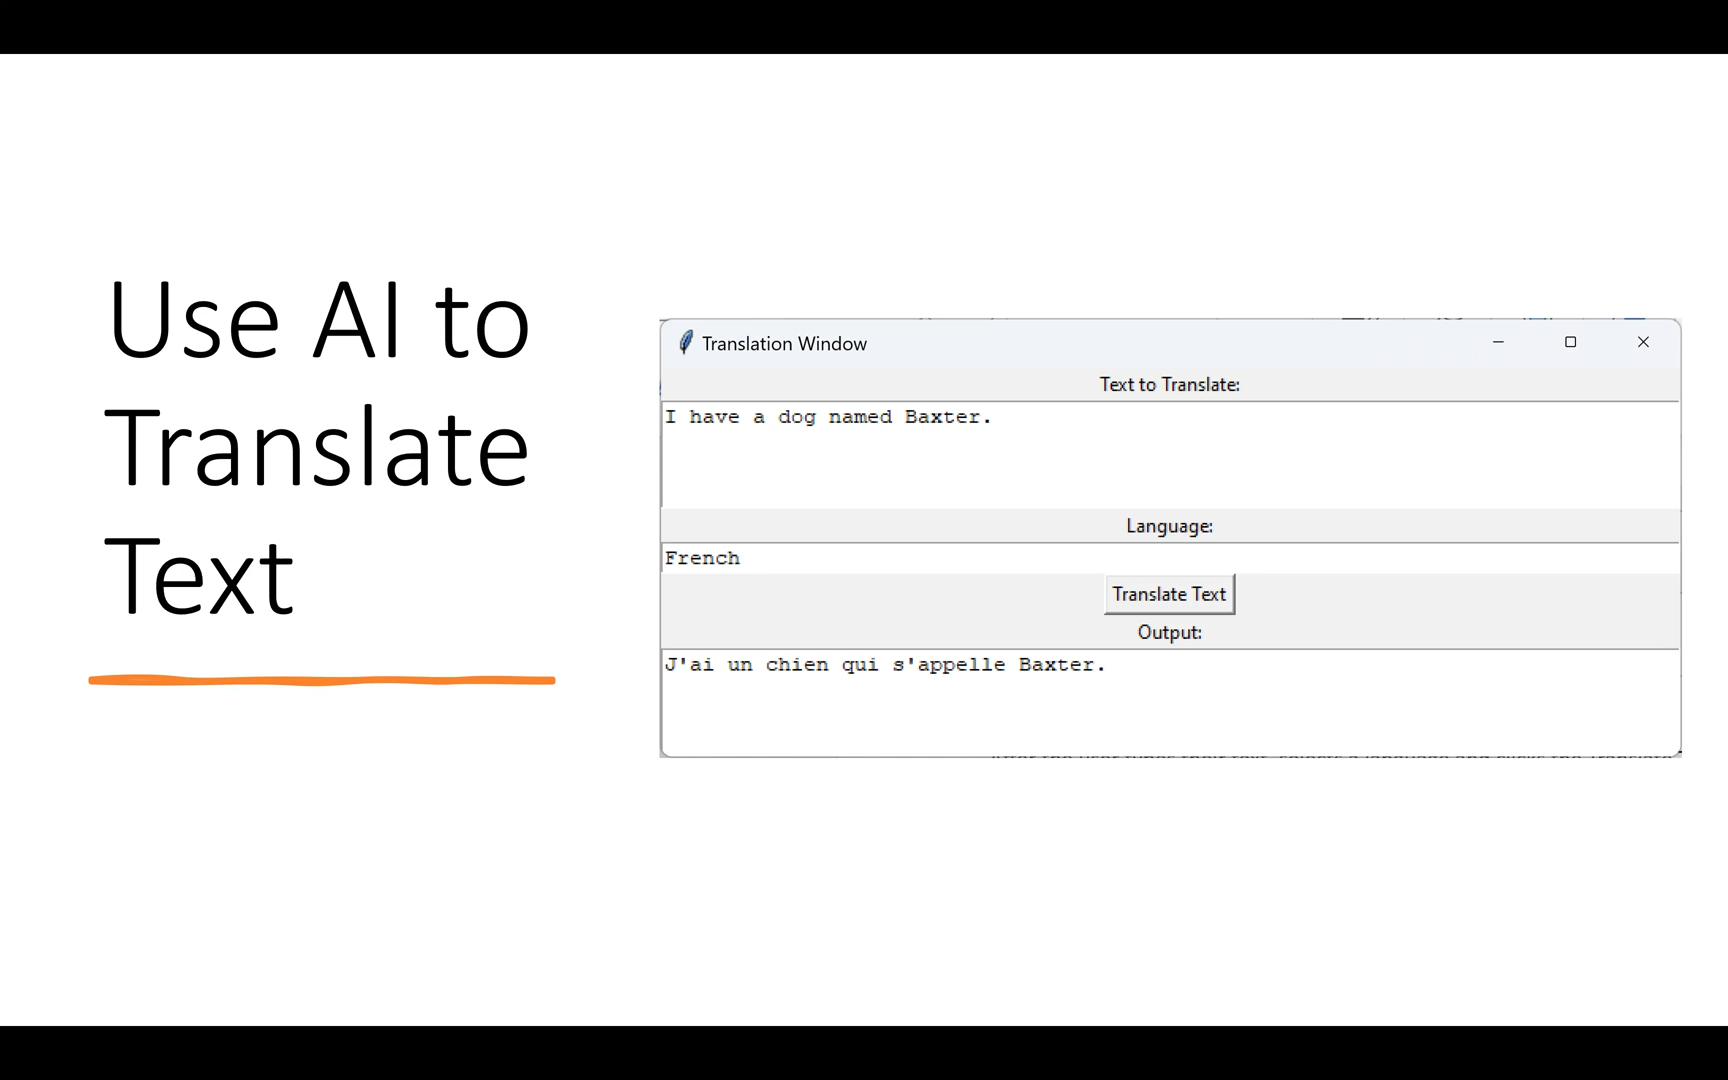 Use AI to
Translate
Text
Translation Window
Text to Translate:
I have a dog named Baxter.
Language:
French
Translate Text
Output:
J'ai un chien qui s'appelle Baxter.